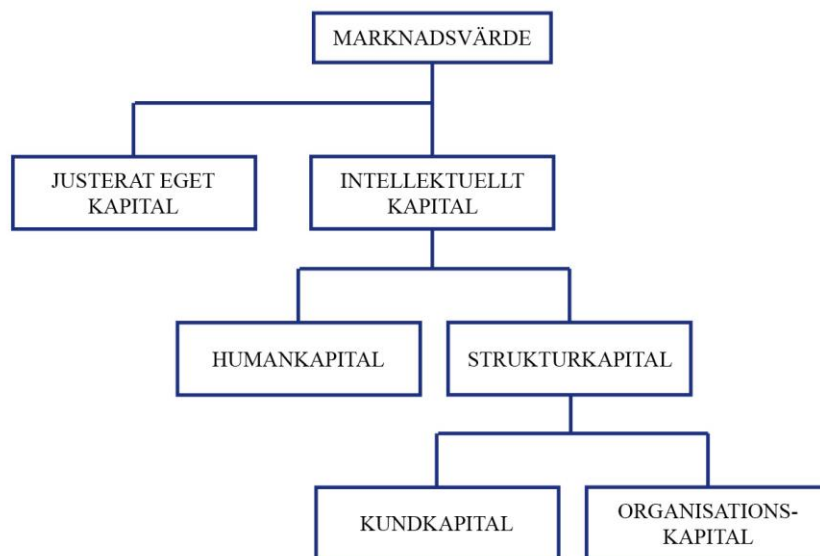 MARKNADSVÄRDE
JUSTERAT EGET
KAPITAL
INTELLEKTUELLT
KAPITAL
HUMANKAPITAL
STRUKTURKAPITAL
KUNDKAPITAL
ORGANISATIONS-
KAPITAL